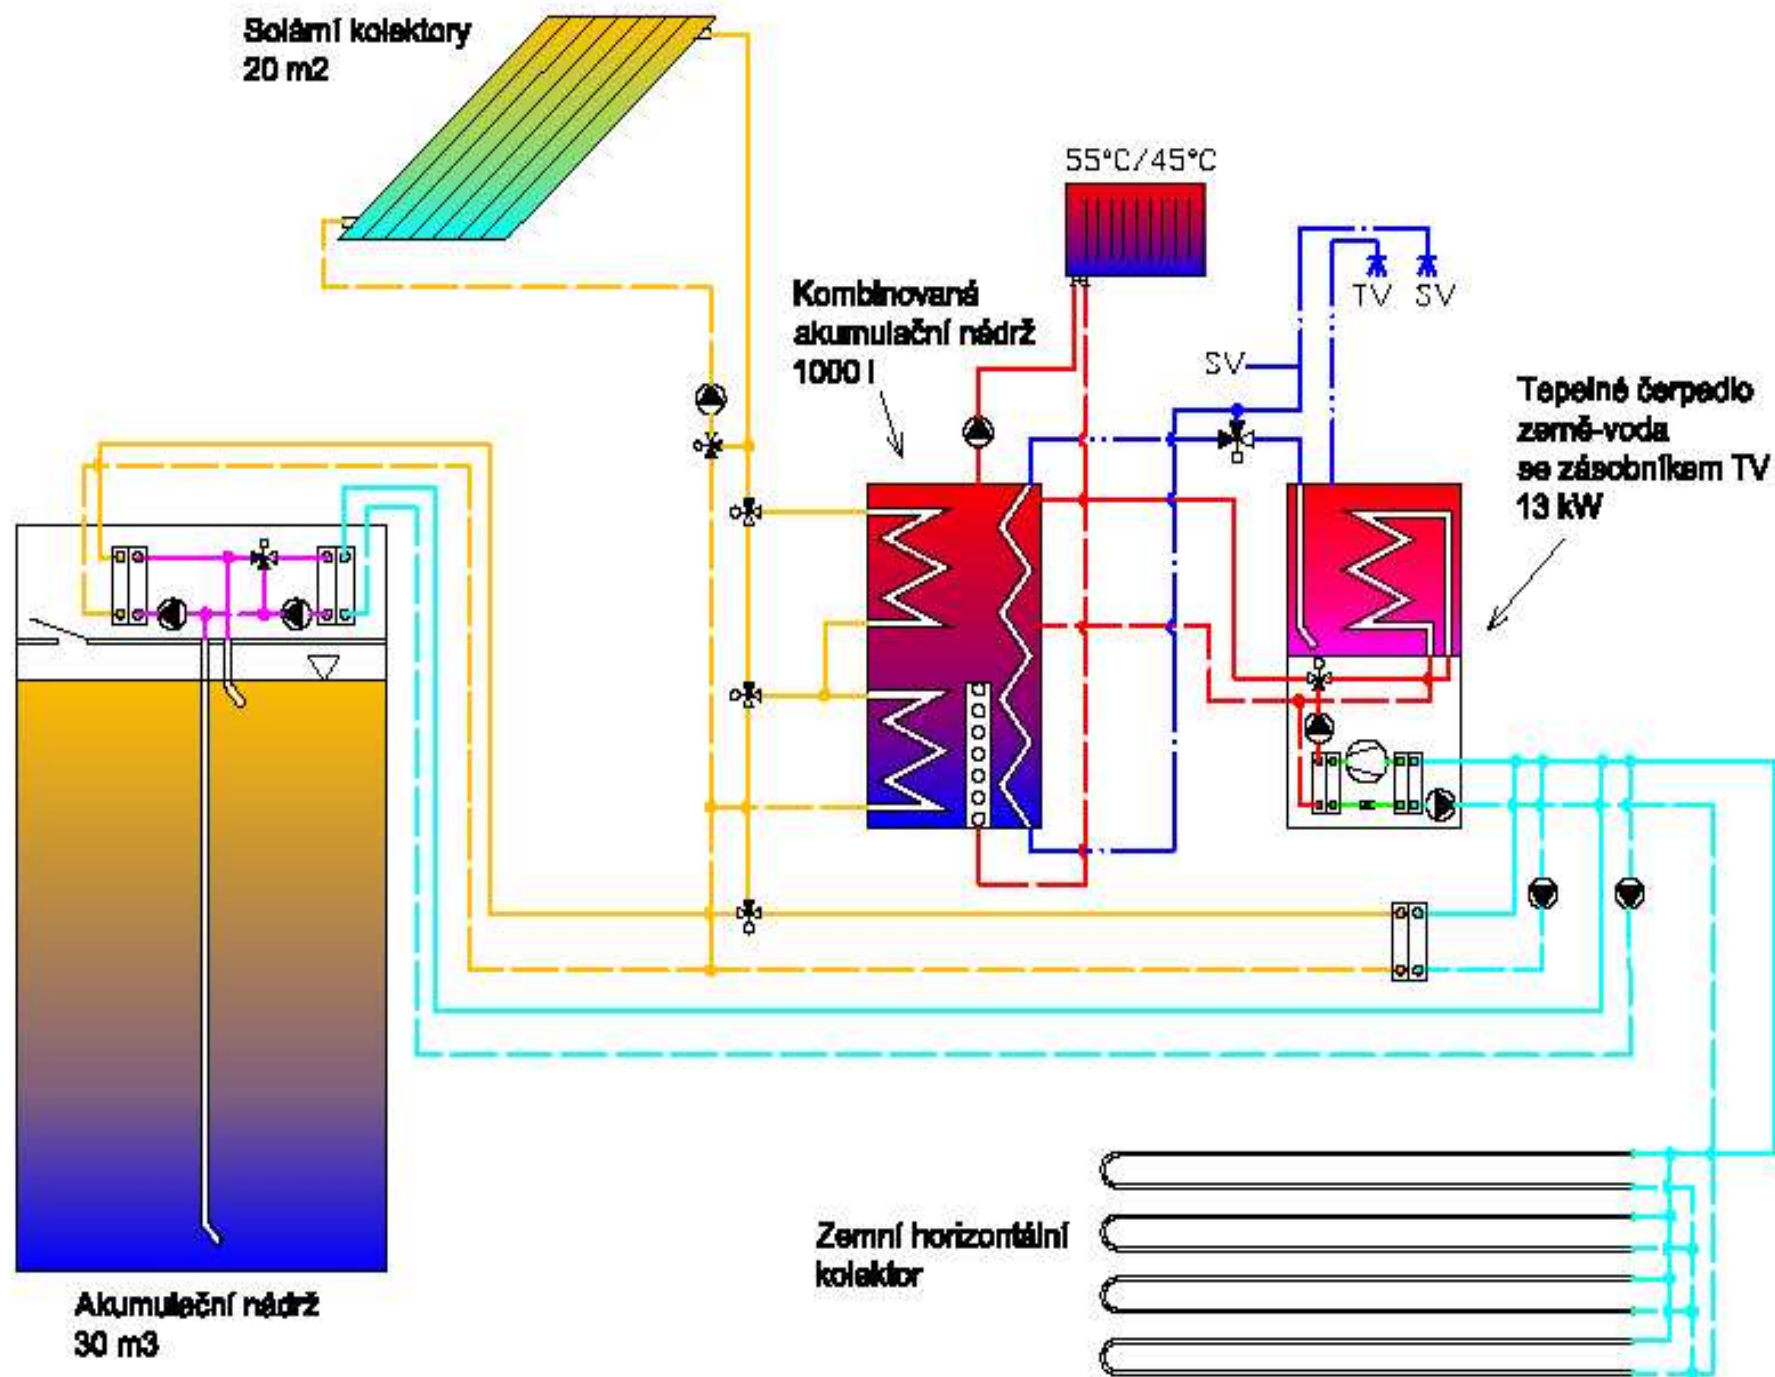 Solární kolektory
20 m2
55°C/45°C
Kombinovaná
akumulační nádrž
1000 l
TV SV
SV
Tepelné čerpadlo
země-voda
se zásobníkem TV
13 kW
Zemní horizontální
kolektor
Akumulační nádrž
30 m3